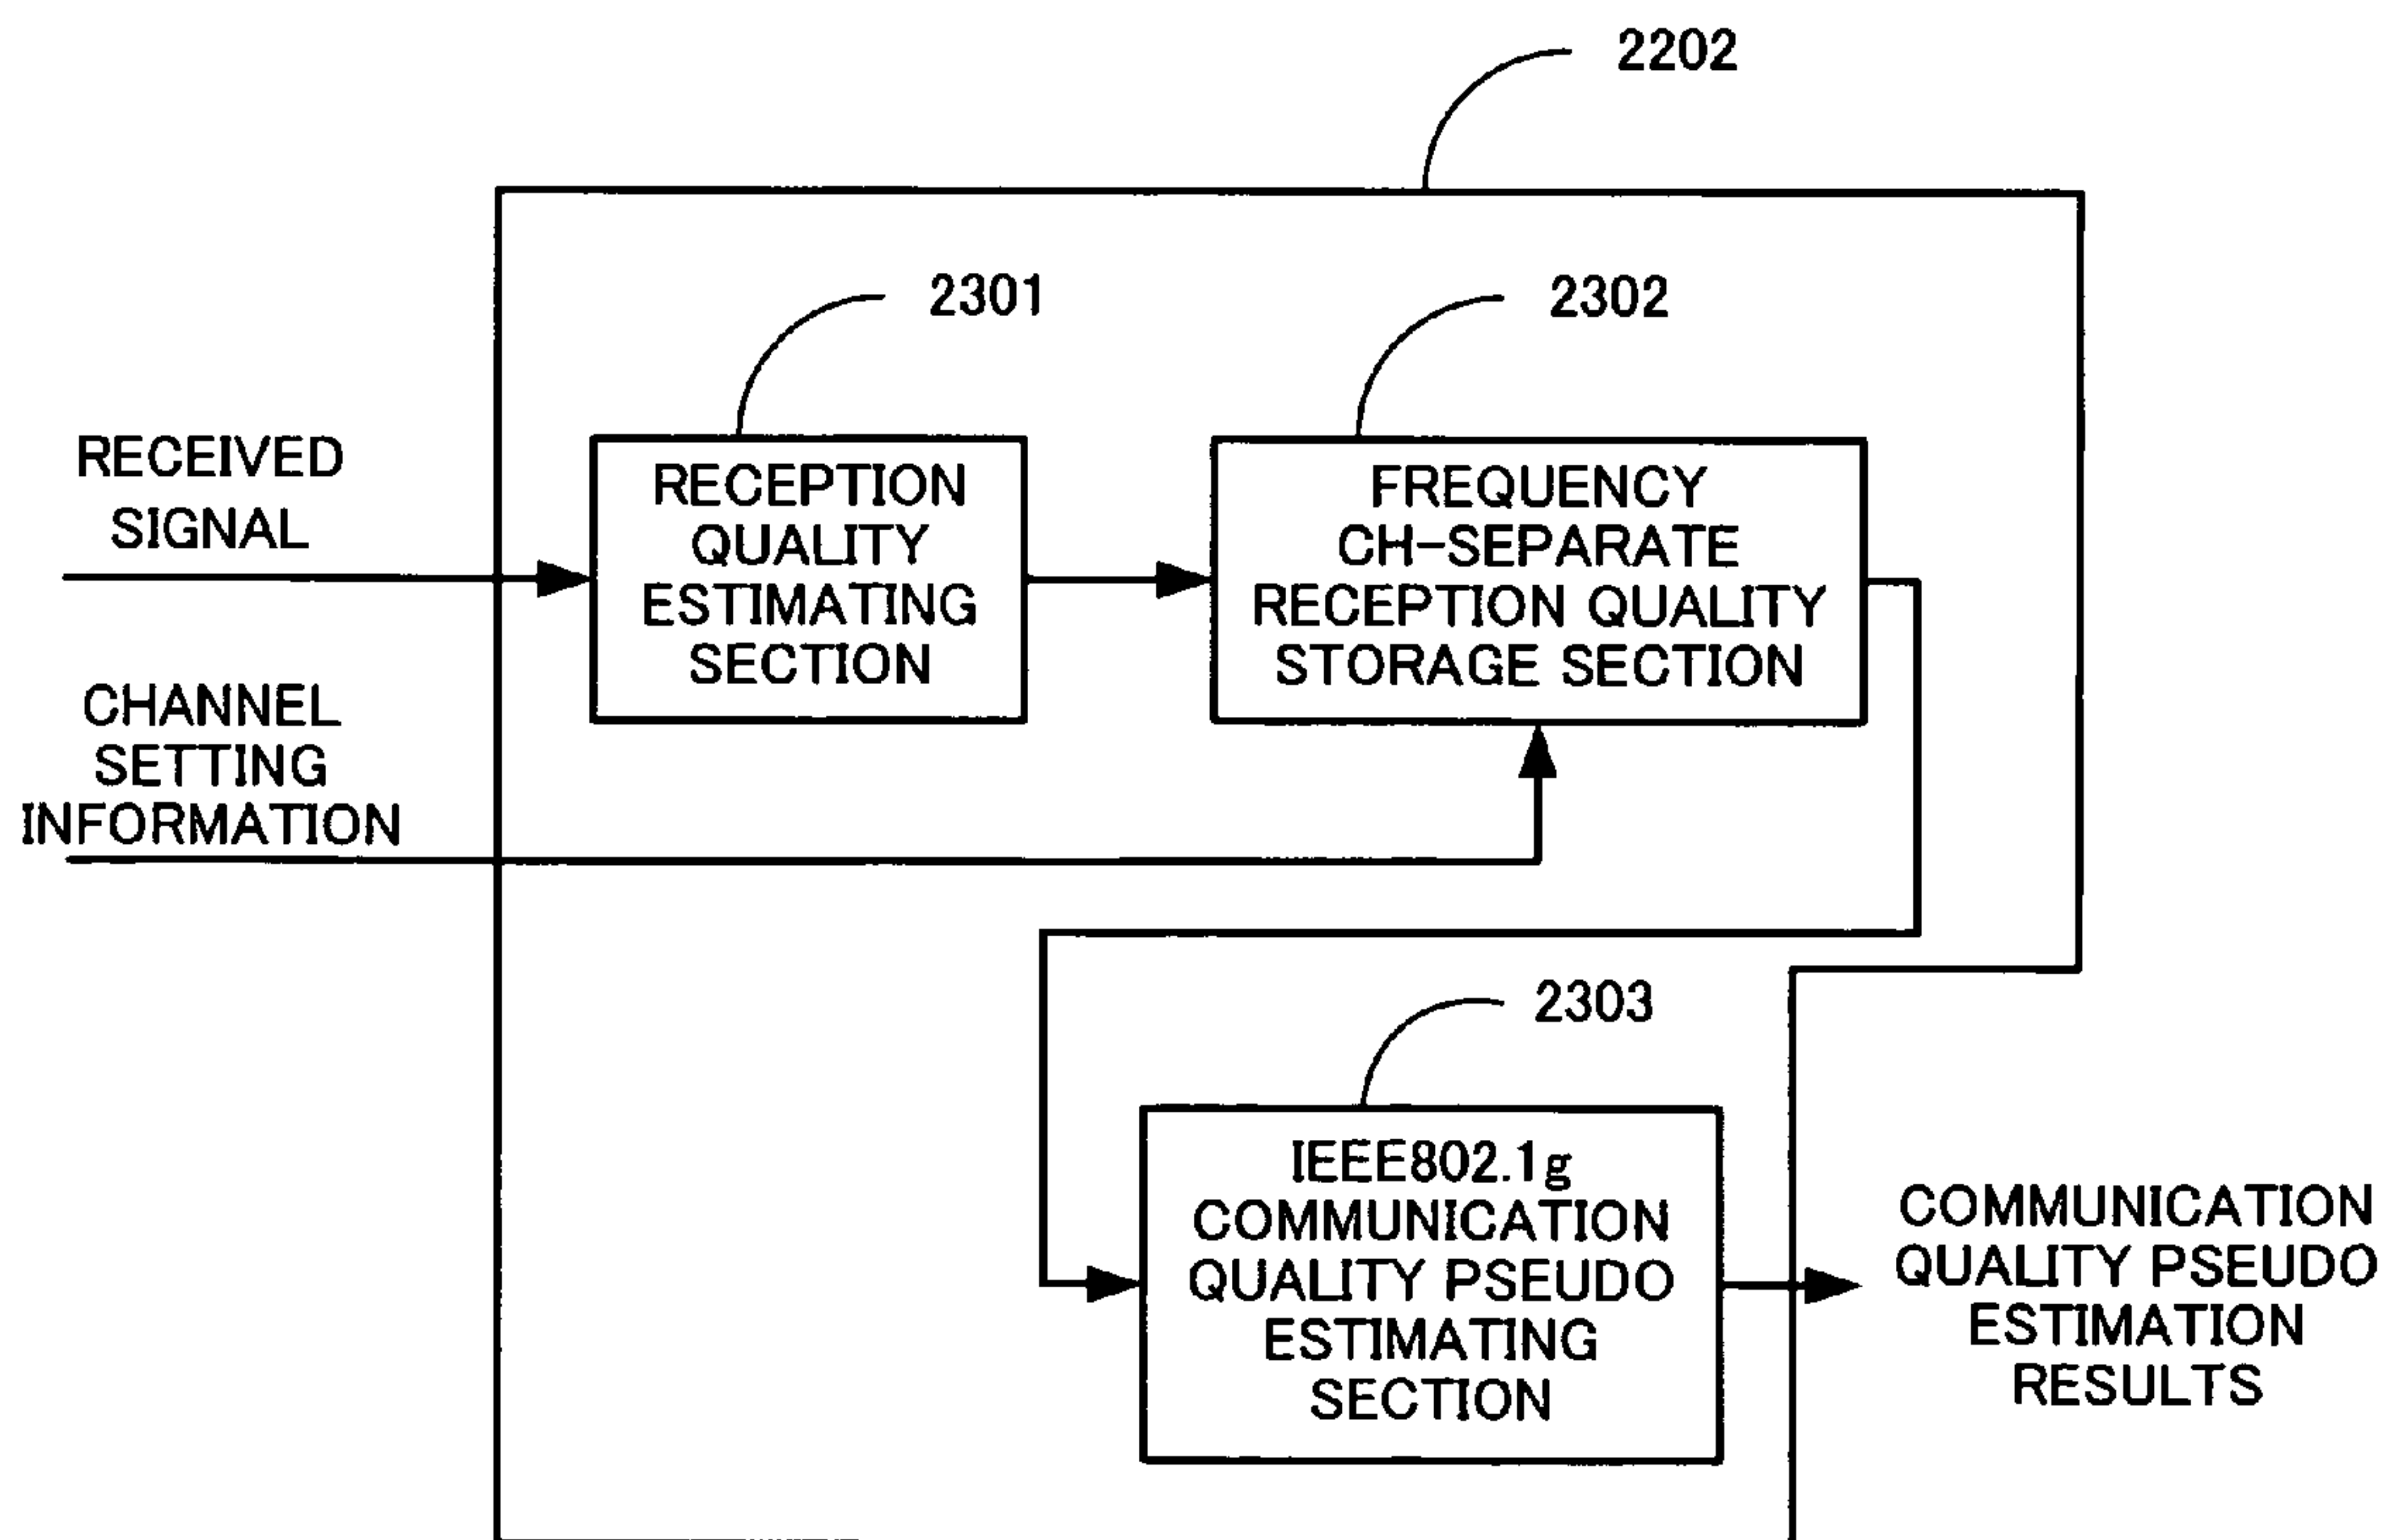 2202
2301
2302
RECEIVED
SIGNAL
RECEPTION
QUALITY
ESTIMATING
SECTION
FREQUENCY
CH-SEPARATE
RECEPTION QUALITY
STORAGE SECTION
CHANNEL
SETTING
INFORMATION
2303
IEEE802.1g
COMMUNICATION
QUALITY PSEUDO
ESTIMATING
SECTION
COMMUNICATION
QUALITY PSEUDO
ESTIMATION
RESULTS